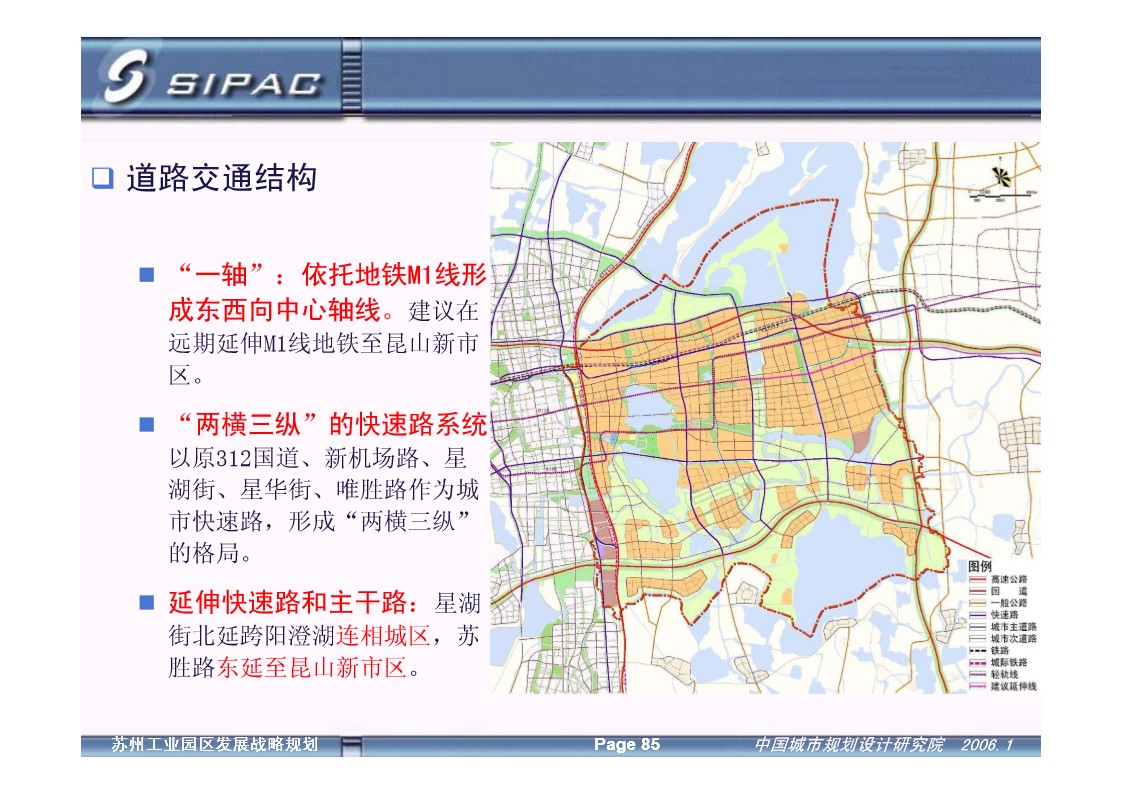 SIPAC
道路交通结构
“一轴”：依托地铁M1线形
成东西向中心轴线。建议在
远期延伸M1线地铁至昆山新市
区。
“两横三纵”的快速路系统
以原312国道、新机场路、星
湖街、星华街、唯胜路作为城
市快速路，形成“两横三纵”
的格局。
延伸快速路和主干路：星湖
街北延跨阳澄湖连相城区，苏
胜路东延至昆山新市区。
图例
高速公路
国 道
一般公路
快速路
城市主道路
城市次道路
铁路
城际铁路
轻轨线
建议延伸线
苏州工业园区发展战略规划
Page 85
中国城市规划设计研究院 2006.1